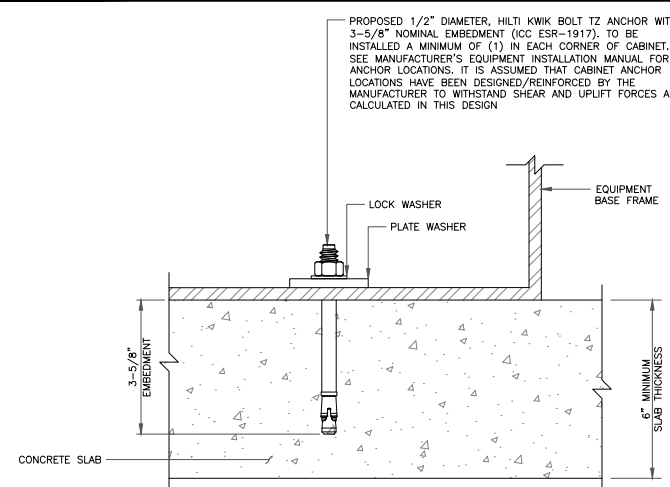 PROPOSED 1/2" DIAMETER, HILTI KWIK BOLT TZ ANCHOR
3-5/8" NOMINAL EMBEDMENT (ICC ESR-1917). TO BE
INSTALLED A MINIMUM OF (1) IN EACH CORNER OF CABINET.
SEE MANUFACTURER'S EQUIPMENT INSTALLATION MANUAL FOR
ANCHOR LOCATIONS. IT IS ASSUMED THAT CABINET ANCHOR
LOCATIONS HAVE BEEN DESIGNED/REINFORCED BY THE
MANUFACTURER TO WITHSTAND SHEAR AND UPLIFT FORCES
CALCULATED IN THIS DESIGN
LOCK WASHER
PLATE WASHER
EQUIPMENT
BASE FRAME
3-5/8"
EMBEDMENT
6" MINIMUM
SLAB THICKNESS
CONCRETE SLAB